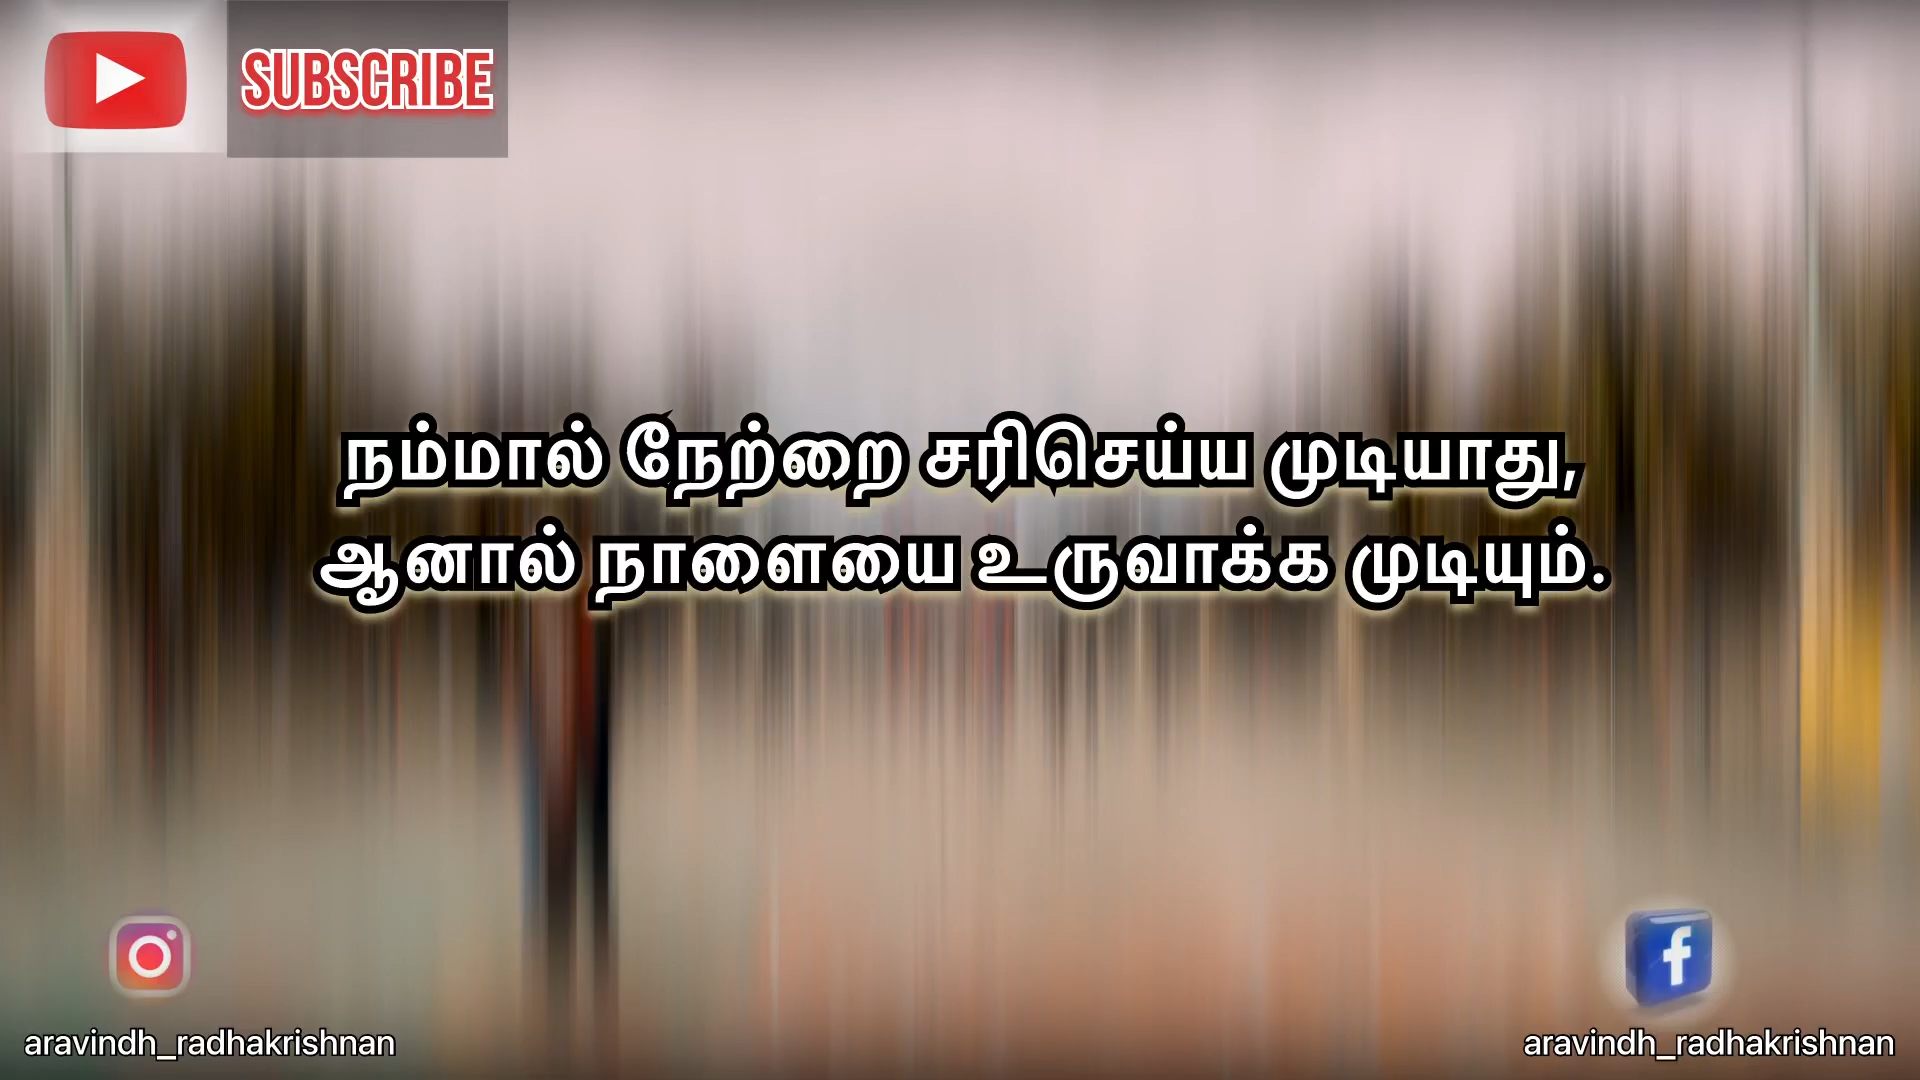 SUBSCRIBE
நம்மால் நேற்றை சரிசெய்ய முடியாது,
ஆனால் நாளையை உருவாக்க முடியும்.
aravindh_radhakrishnan
aravindh_radhakrishnan